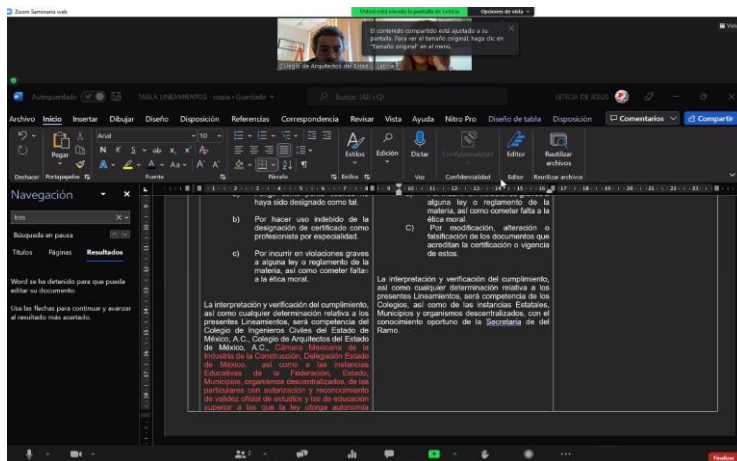 Zoom Seminario web
Usted está viendo la pantalla de Leticia
Opciones de vista
El contenido compartido está ajustado a su
pantalla. Para ver el tamaño original, haga clic en
"Tamaño original" en el menú.
Colegio de Arquitectos del Estad
Autoguardado
TABLA LINEAMIENTOS - copia • Guardado
Buscar (Alt+Q)
LETICIA DE JESUS
Archivo Inicio Insertar Dibujar Diseño Disposición Referencias Correspondencia Revisar Vista Ayuda Nitro Pro Diseño de tabla Disposición
Comentarios
Compartir
Arial
10
Pegar
N K S
Estilos
Edición
Dictar
Confidencialidad
Editor
Reutilizar
archivos
Deshacer
Portapapeles
Fuente
Párrafo
Estilos
Voz
Confidencialidad
Editor
Reutilizar archivos
Navegación
tres
Búsqueda en pausa
Títulos Páginas Resultados
Word se ha detenido para que pueda
editar su documento.
Use las flechas para continuar y avanzar
al resultado más acertado.
haya sido designado como tal.
b) Por hacer uso indebido de la
designación de certificado como
profesionista por especialidad.
c) Por incurrir en violaciones graves
a alguna ley o reglamento de la
materia, así como cometer faltas
a la ética moral.
La interpretación y verificación del cumplimiento,
así como cualquier determinación relativa a los
presentes Lineamientos, será competencia del
Colegio de Ingenieros Civiles del Estado de
México, A.C., Colegio de Arquitectos del Estado
de México, A.C., Cámara Mexicana de la
Industria de la Construcción, Delegación Estado
de México, así como a las instancias
Educativas de la Federación, Estado,
Municipios, organismos descentralizados, de los
particulares con autorización y reconocimiento
de validez oficial de estudios y las de educación
superior a las que la ley otorga autonomía
alguna ley o reglamento de la
materia, así como cometer falta a la
ética moral.
C) Por modificación, alteración o
falsificación de los documentos que
acreditan la certificación o vigencia
de estos.
La interpretación y verificación del cumplimiento,
así como cualquier determinación relativa a los
presentes Lineamientos, será competencia de los
Colegios, así como de las instancias Estatales,
Municipios y organismos descentralizados, con el
conocimiento oportuno de la Secretaria de del
Ramo.
Finalizar